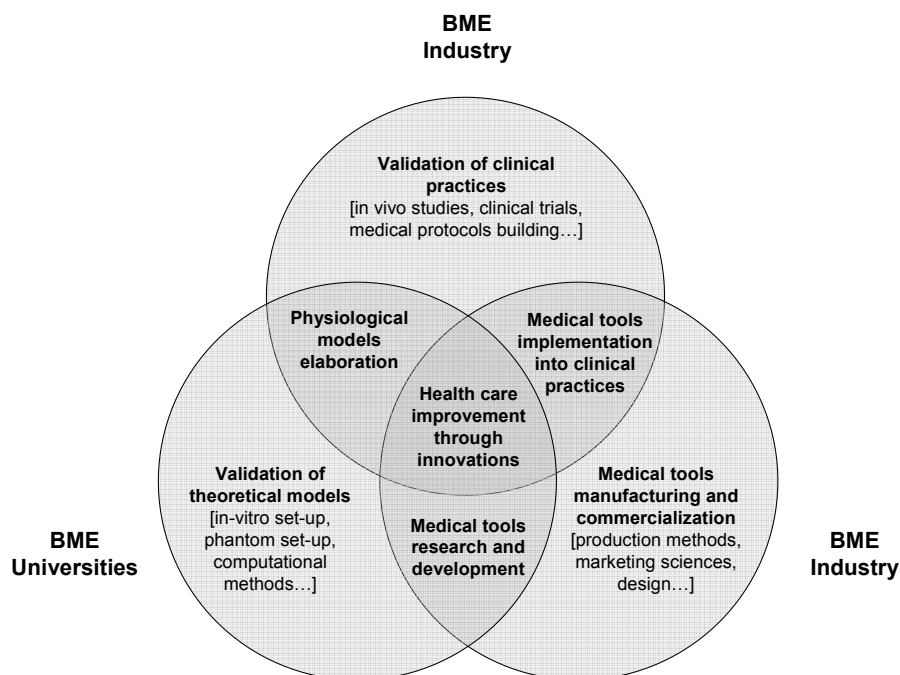 BME
Industry
Validation of clinical
practices
[in vivo studies, clinical trials,
medical protocols building…]
Physiological
models
elaboration
Medical tools
implementation
into clinical
practices
Health care
improvement
through
innovations
Validation of
theoretical models
[in-vitro set-up,
phantom set-up,
computational
methods…]
Medical tools
manufacturing and
commercialization
[production methods,
marketing sciences,
design…]
Medical tools
research and
development
BME
Universities
BME
Industry